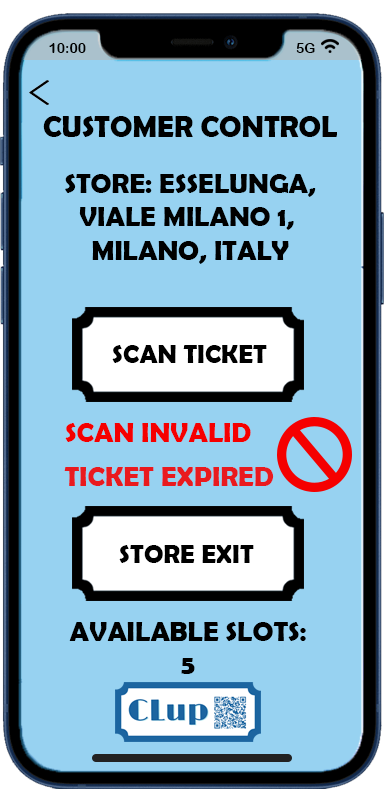 10:00
5G
CUSTOMER CONTROL
STORE: ESSELUNGA,
VIALE MILANO 1,
MILANO, ITALY
SCAN TICKET
SCAN INVALID
TICKET EXPIRED
STORE EXIT
AVAILABLE SLOTS:
5
CLup